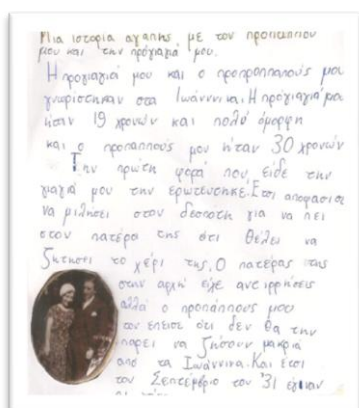 Μια ιστορία αγάπης με τον προπάππου
μου και την προγιαγιά μου.
Η προγιαγιά μου και ο προπροππαπούς μου
γνωρίστηκαν στα Ιωάννινα. Η προγιαγιά μου
ήταν 19 χρονών και πολύ όμορφη
και ο προπαππούς μου ήταν 30 χρονών
Την πρώτη φορά που είδε την
γιαγιά μου την ερωτεύτηκε. Έτσι αποφάσισε
να μιλήσει στον δεσπότη για να πει
στον πατέρα της ότι θέλει να
ζητήσει το χέρι της. Ο πατέρας της
στην αρχή είχε αντιρρήσεις
αλλά ο προπάππους μου
τον έπεισε ότι δεν θα την
πάρει να ζήσουν μακριά
από τα Ιωάννινα. Και έτσι
τον Σεπτέμβριο του '31 έγιναν